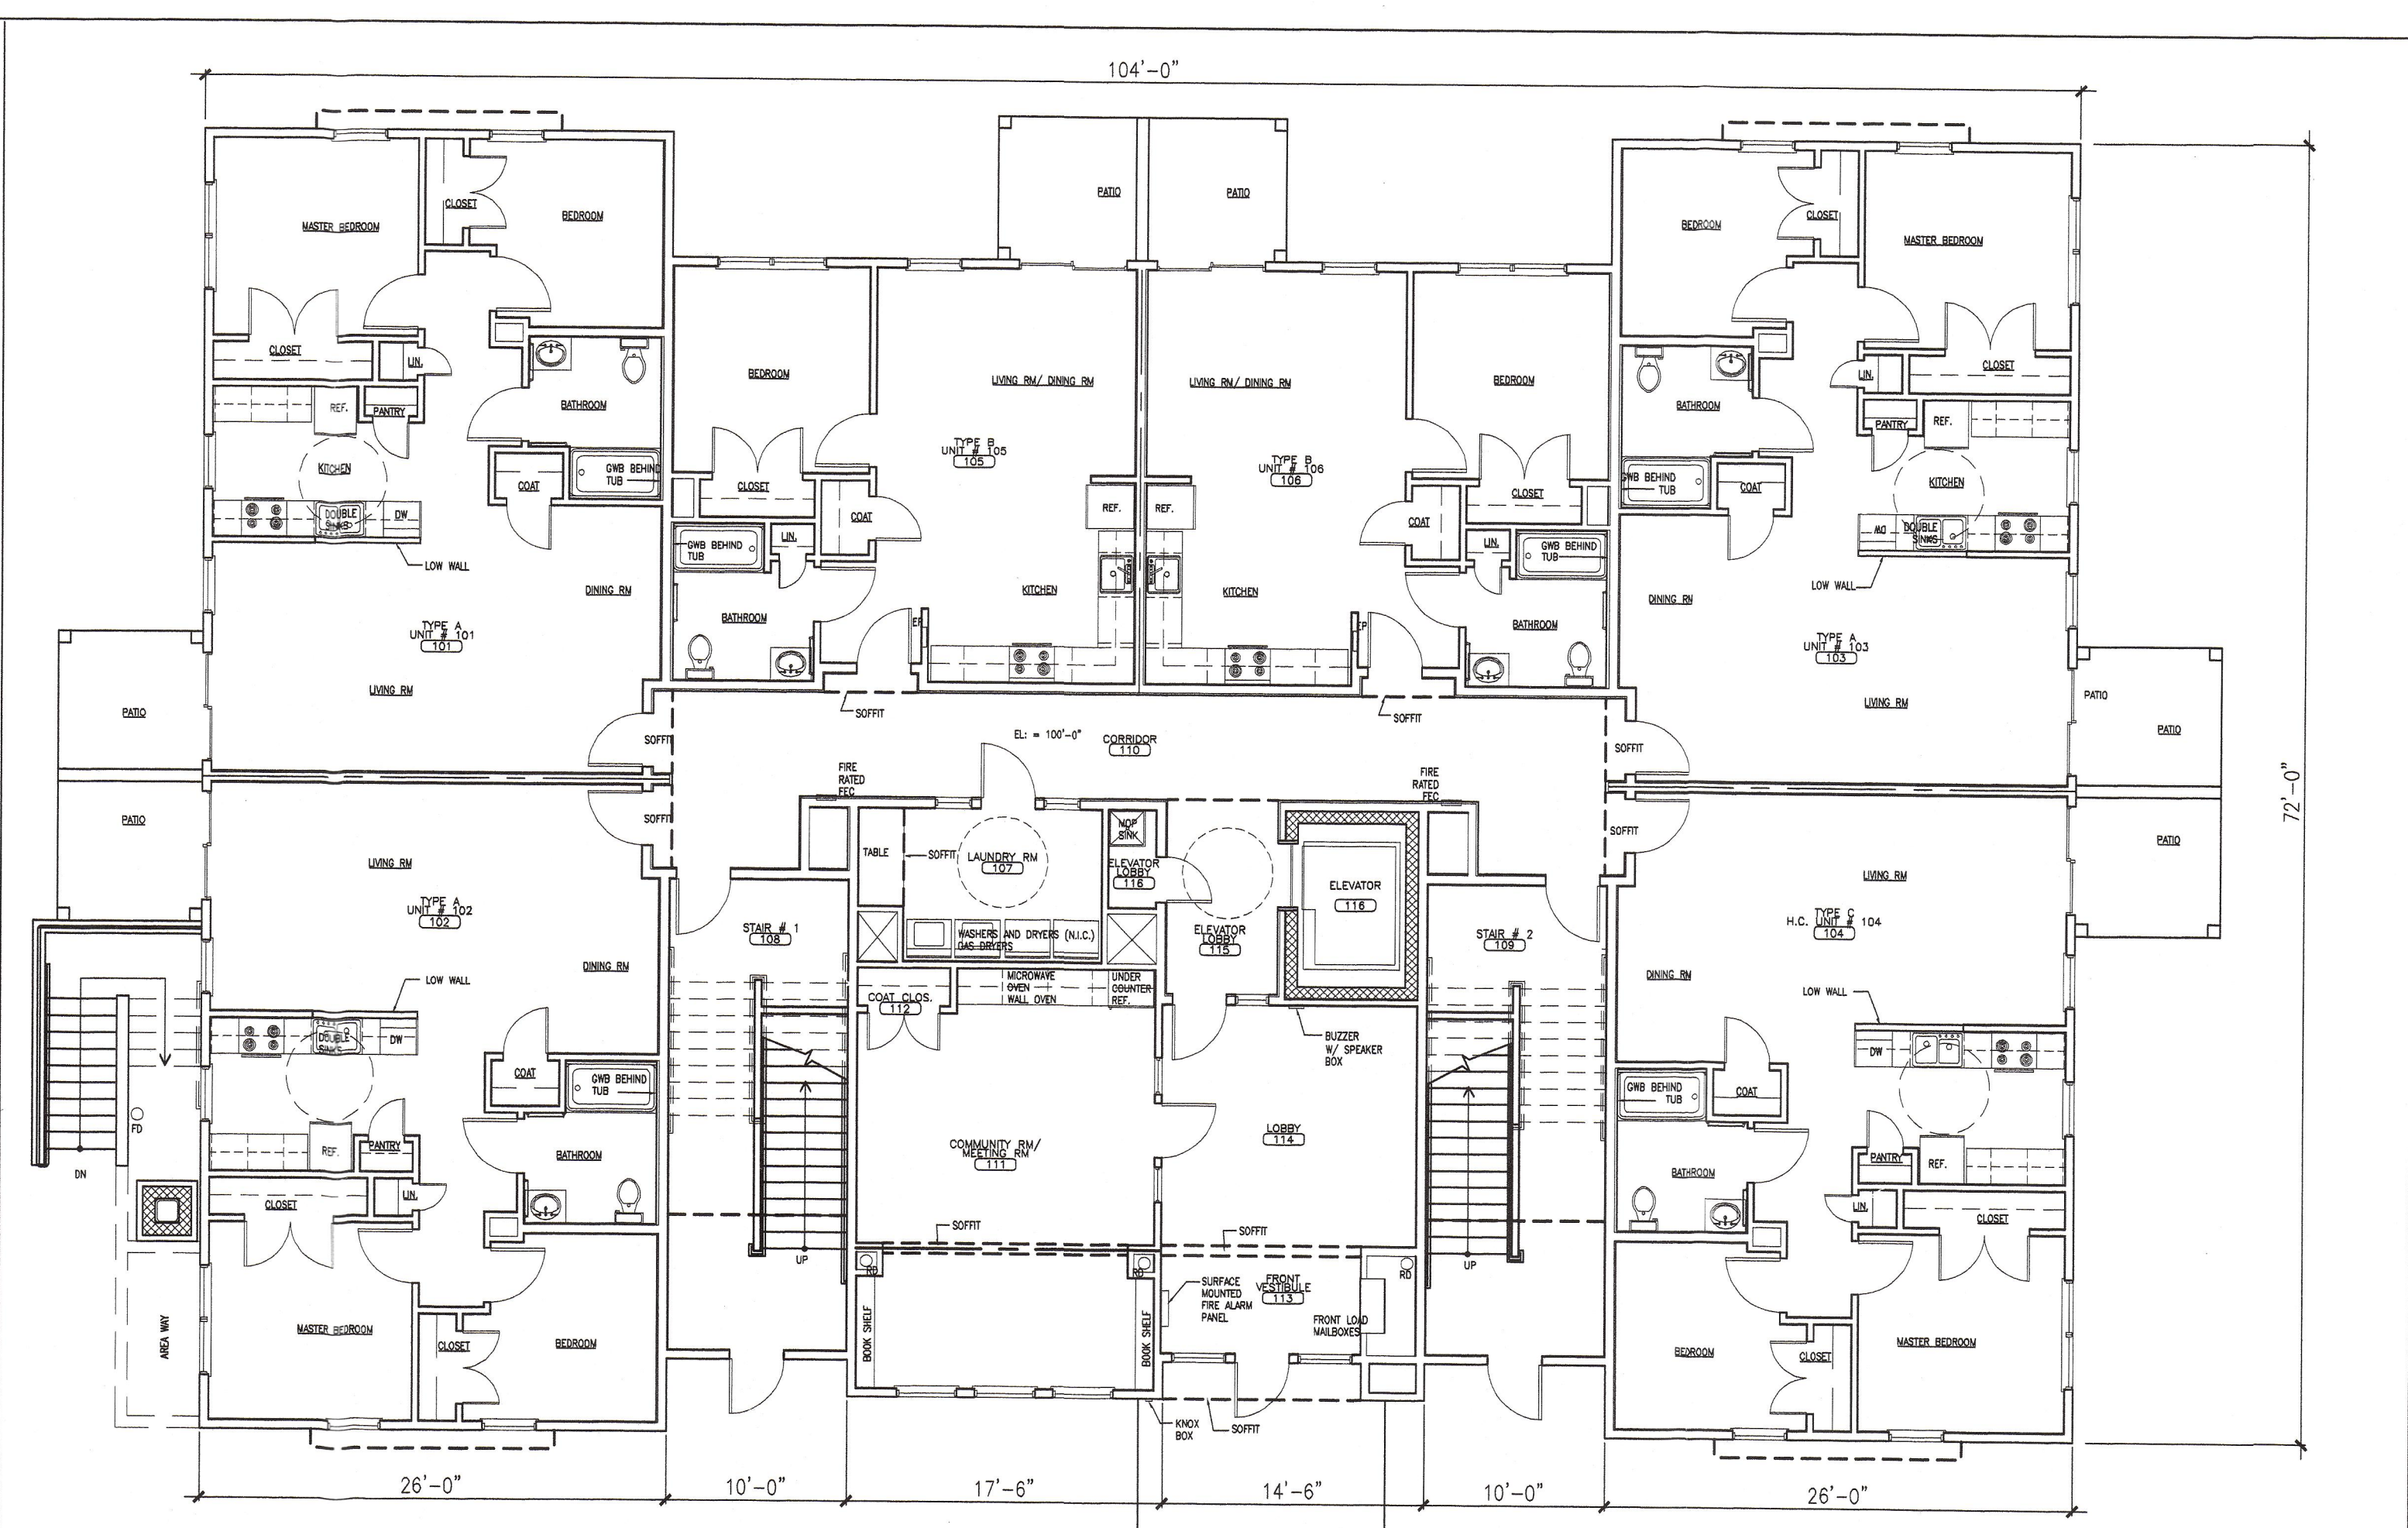 104'-0"
PATIO
PATIO
CLOSET
BEDROOM
MASTER BEDROOM
BEDROOM
CLOSET
MASTER BEDROOM
CLOSET
LIN.
BEDROOM
LIVING RM/ DINING RM
LIVING RM/ DINING RM
BEDROOM
LIN.
CLOSET
REF.
PANTRY
BATHROOM
BATHROOM
PANTRY
REF.
KITCHEN
GWB BEHIND
TUB
COAT
TYPE B
UNIT # 105
105
TYPE B
UNIT # 106
106
GWB BEHIND
TUB
COAT
KITCHEN
CLOSET
COAT
REF.
REF.
COAT
CLOSET
DOUBLE
SINKS
DW
DW
DOUBLE
SINKS
GWB BEHIND
TUB
LIN.
LIN.
GWB BEHIND
TUB
LOW WALL
LOW WALL
DINING RM
KITCHEN
KITCHEN
DINING RM
BATHROOM
EP
EP
BATHROOM
TYPE A
UNIT # 101
101
TYPE A
UNIT # 103
103
LIVING RM
LIVING RM
PATIO
PATIO
PATIO
SOFFIT
SOFFIT
SOFFIT
EL: = 100'-0"
CORRIDOR
110
SOFFIT
FIRE
RATED
FEC
FIRE
RATED
FEC
72'-0"
PATIO
SOFFIT
SOFFIT
PATIO
LIVING RM
TABLE
SOFFIT
LAUNDRY RM
107
MOP
SINK
ELEVATOR
LOBBY
116
ELEVATOR
116
LIVING RM
TYPE A
UNIT # 102
102
STAIR # 1
108
WASHERS AND DRYERS (N.I.C.)
GAS DRYERS
ELEVATOR
LOBBY
115
STAIR # 2
109
TYPE C
H.C. UNIT # 104
104
DINING RM
DINING RM
LOW WALL
COAT CLOS.
112
MICROWAVE
OVEN
WALL OVEN
UNDER
COUNTER
REF.
LOW WALL
DOUBLE
SINKS
DW
BUZZER
W/ SPEAKER
BOX
DW
COAT
GWB BEHIND
TUB
GWB BEHIND
TUB
COAT
FD
DN
REF.
PANTRY
BATHROOM
COMMUNITY RM/
MEETING RM
111
LOBBY
114
BATHROOM
PANTRY
REF.
CLOSET
LIN.
LIN.
CLOSET
SOFFIT
SOFFIT
UP
UP
RD
RD
RD
SURFACE
MOUNTED
FIRE ALARM
PANEL
FRONT
VESTIBULE
113
FRONT LOAD
MAILBOXES
AREA WAY
MASTER BEDROOM
CLOSET
BEDROOM
BOOK SHELF
BOOK SHELF
BEDROOM
CLOSET
MASTER BEDROOM
KNOX
BOX
SOFFIT
26'-0"
10'-0"
17'-6"
14'-6"
10'-0"
26'-0"